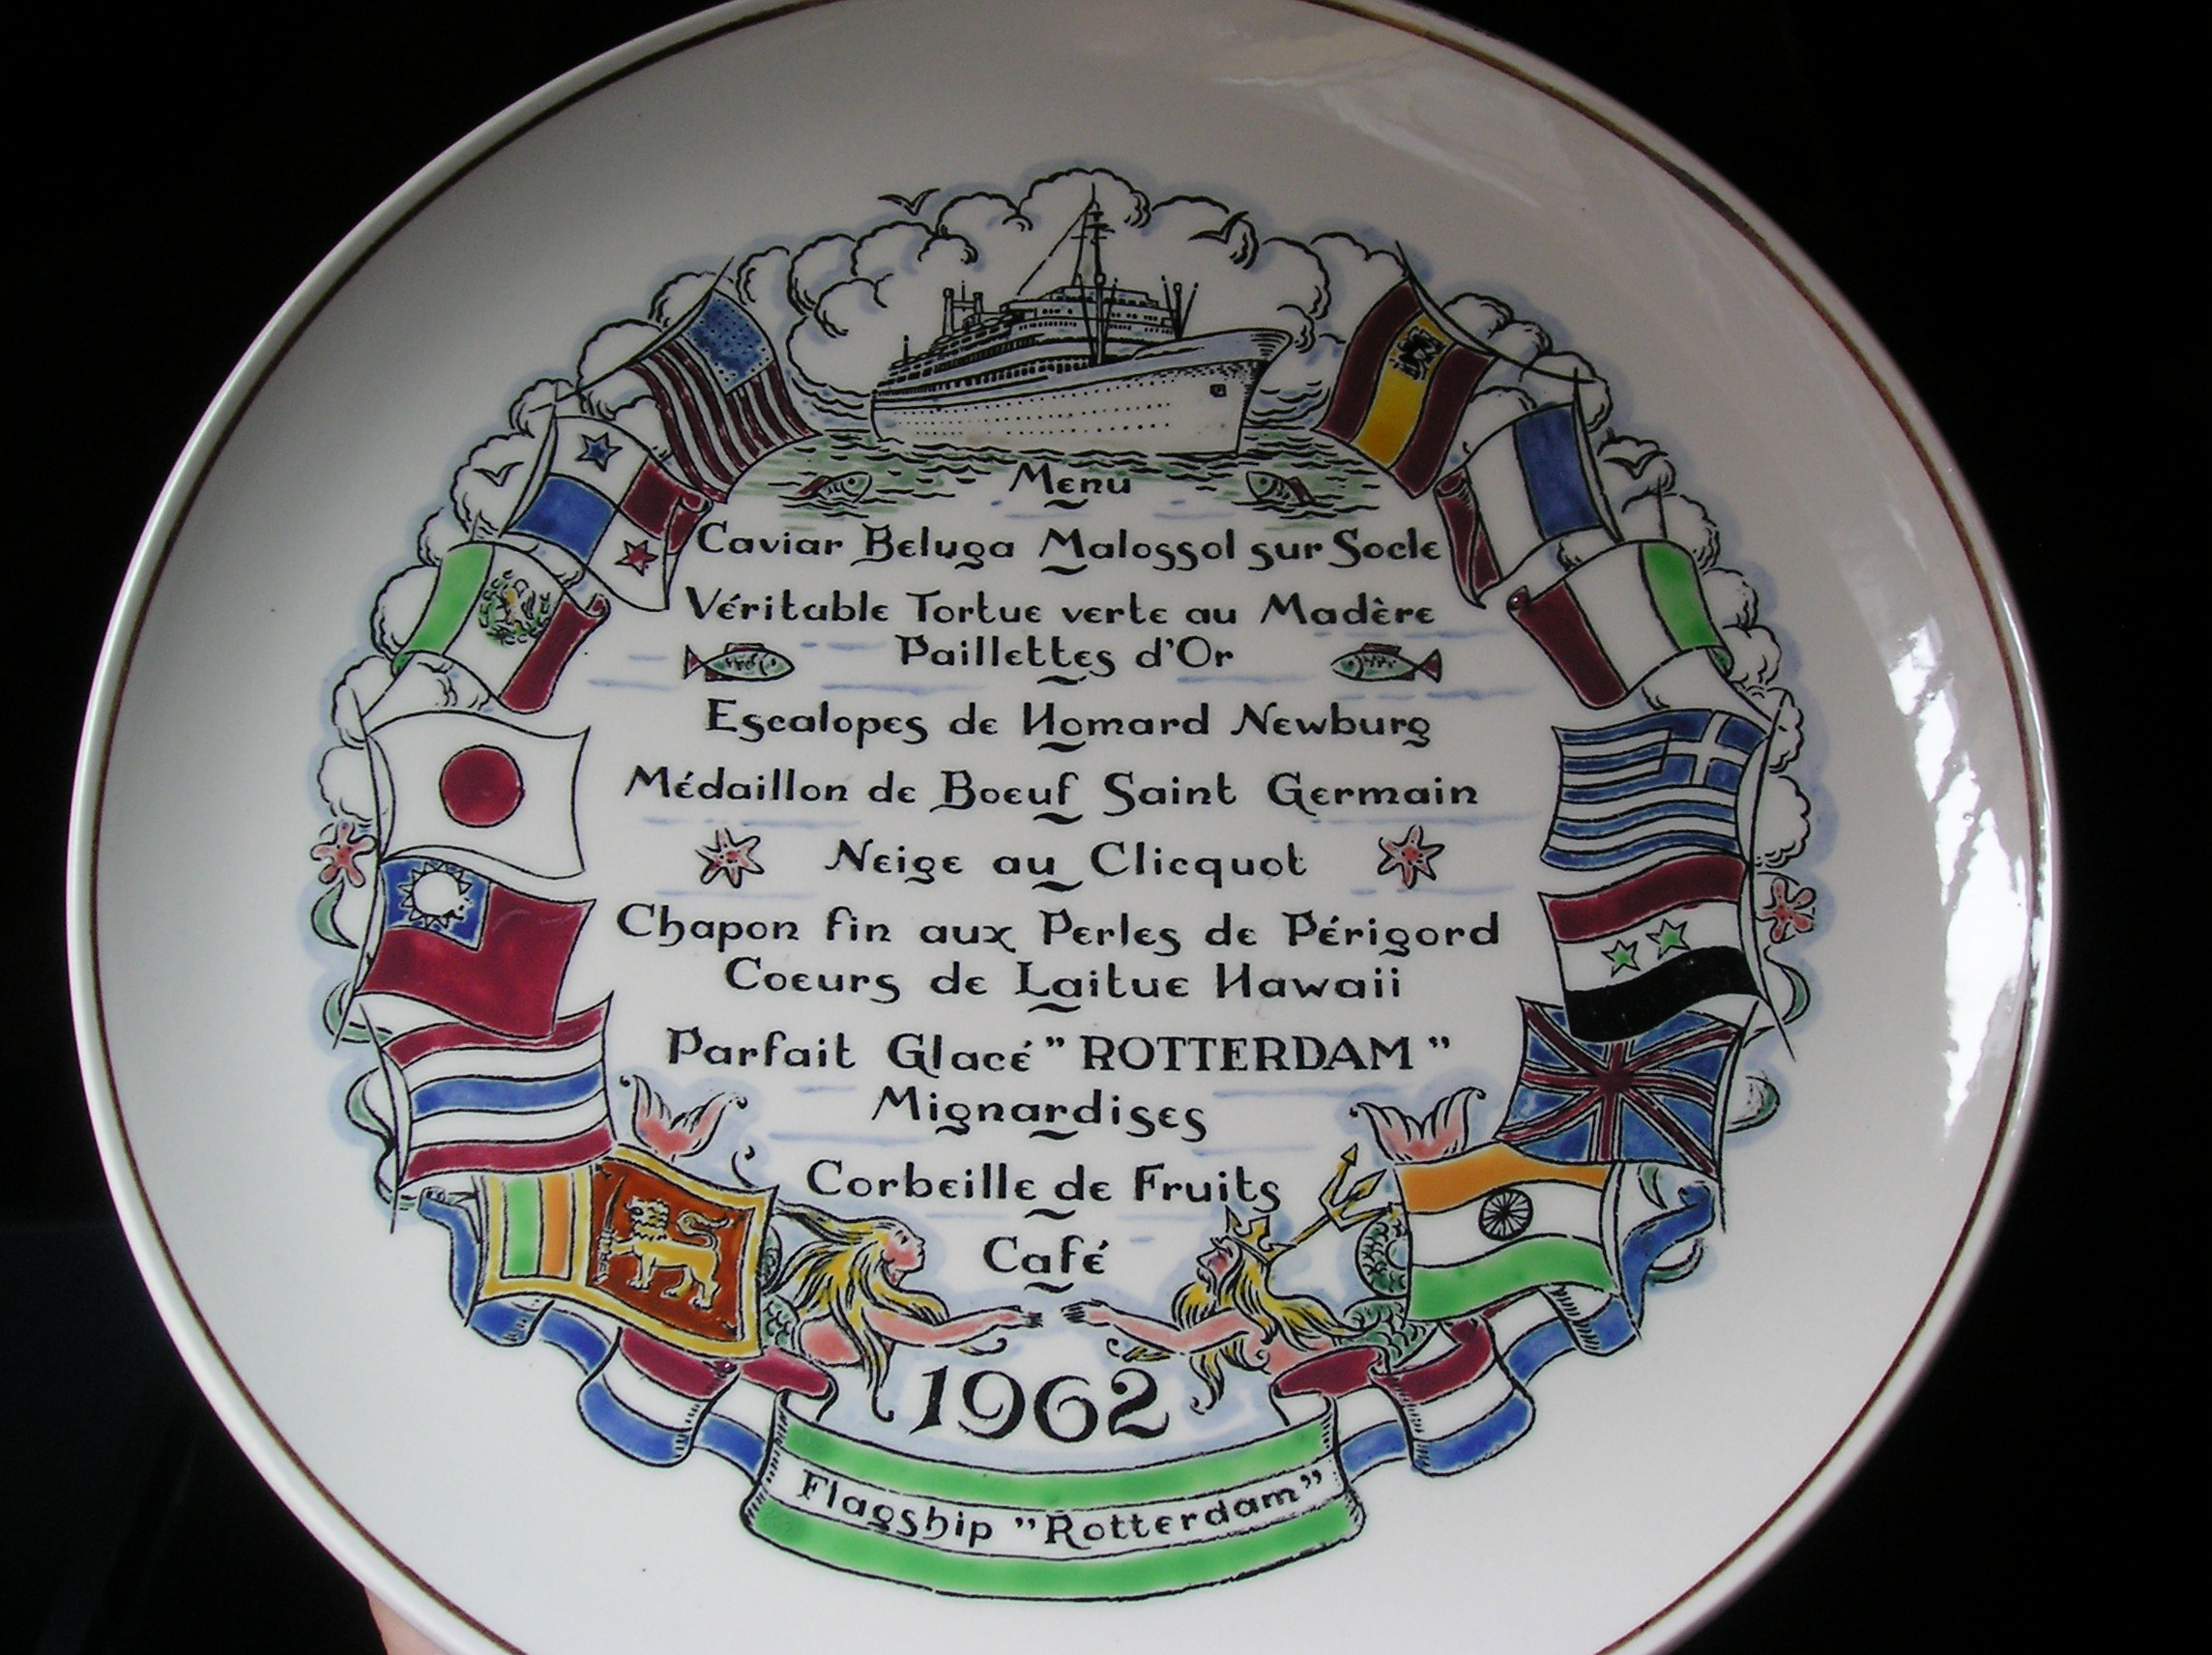 Menu
Caviar Beluga Malossol sur Socle
Véritable Tortue verte au Madère
Paillettes d'Or
Escalopes de Homard Newburg
Médaillon de Boeuf Saint Germain
Neige au Clicquot
Chapon fin aux Perles de Périgord
Coeurs de Laitue Hawaii
Parfait Glacé "ROTTERDAM"
Mignardises
Corbeille de Fruits
Café
1962
Flagship "Rotterdam"